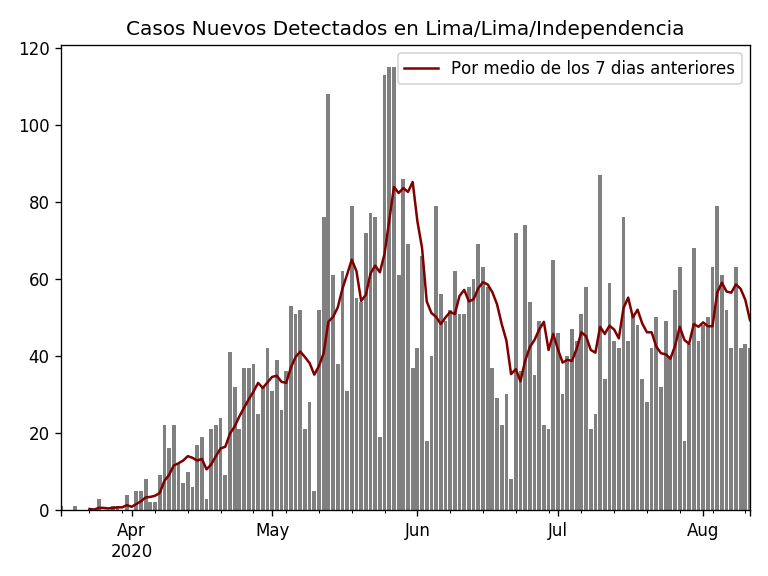 Casos Nuevos Detectados en Lima/Lima/Independencia
Por medio de los 7 dias anteriores
120
100
80
60
40
20
0
Apr May Jun Jul Aug
2020